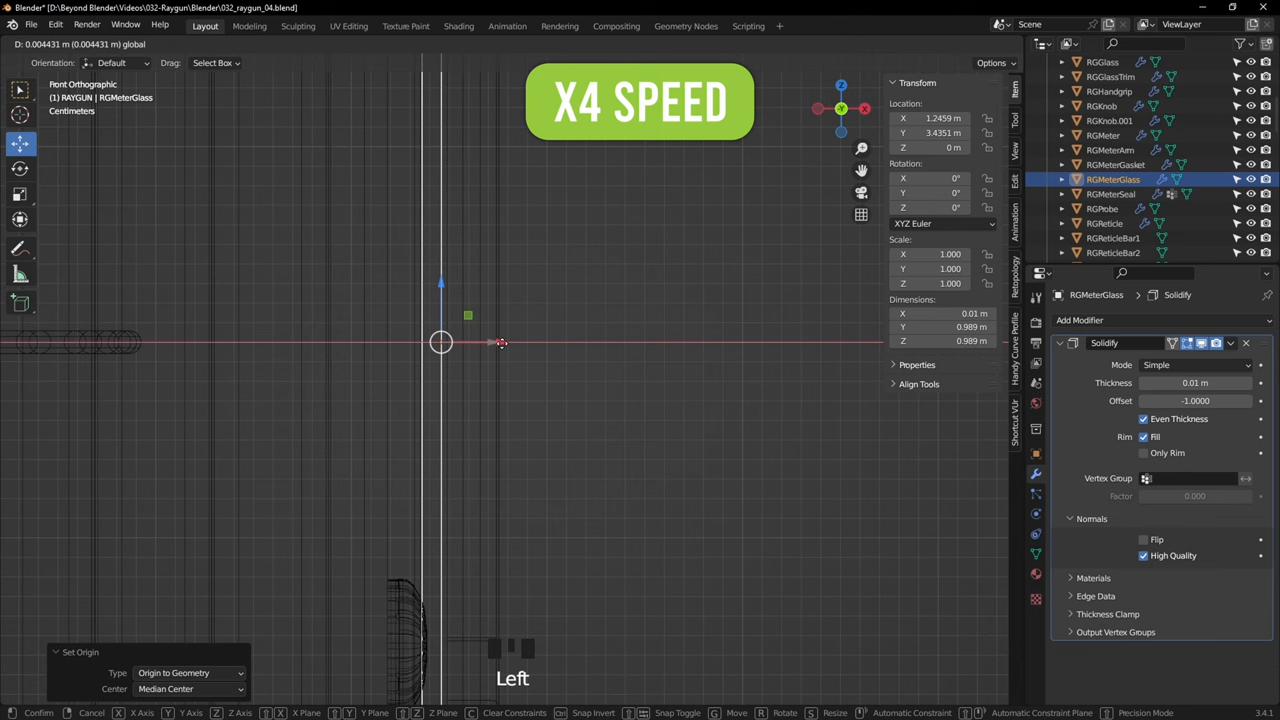 Blender* [D:\Beyond Blender\Videos\032-Raygun\Blender\032_raygun_04.blend]
File Edit Render Window Help Layout Modeling Sculpting UV Editing Texture Paint Shading Animation Rendering Compositing Geometry Nodes Scripting Scene ViewLayer
D: 0.004431 m (0.004431 m) global
Orientation: Default Drag: Select Box Options
Front Orthographic
(1) RAYGUN | RGMeterGlass
Centimeters
X4 SPEED
Z
Y
X
Transform
Location:
X 1.2459 m
Y 3.4351 m
Z 0 m
Rotation:
X 0°
Y 0°
Z 0°
XYZ Euler
Scale:
X 1.000
Y 1.000
Z 1.000
Dimensions:
X 0.01 m
Y 0.989 m
Z 0.989 m
Properties
Align Tools
Item
Tool
View
Edit
Animation
Retopology
Handy Curve Profile
Shortcut VUr
RGGlass
RGGlassTrim
RGHandgrip
RGKnob
RGKnob.001
RGMeter
RGMeterArm
RGMeterGasket
RGMeterGlass
RGMeterSeal
RGProbe
RGReticle
RGReticleBar1
RGReticleBar2
RGMeterGlass Solidify
Add Modifier
Solidify
Mode Simple
Thickness 0.01 m
Offset -1.0000
Even Thickness
Rim Fill
Only Rim
Vertex Group
Factor 0.000
Normals
Flip
High Quality
Materials
Edge Data
Thickness Clamp
Output Vertex Groups
Set Origin
Type Origin to Geometry
Center Median Center
Left
Confirm Cancel X X Axis Y Y Axis Z Z Axis X X Plane Y Y Plane Z Z Plane C Clear Constraints Snap Invert Snap Toggle G Move R Rotate S Resize Automatic Constraint Automatic Constraint Plane Precision Mode 3.4.1